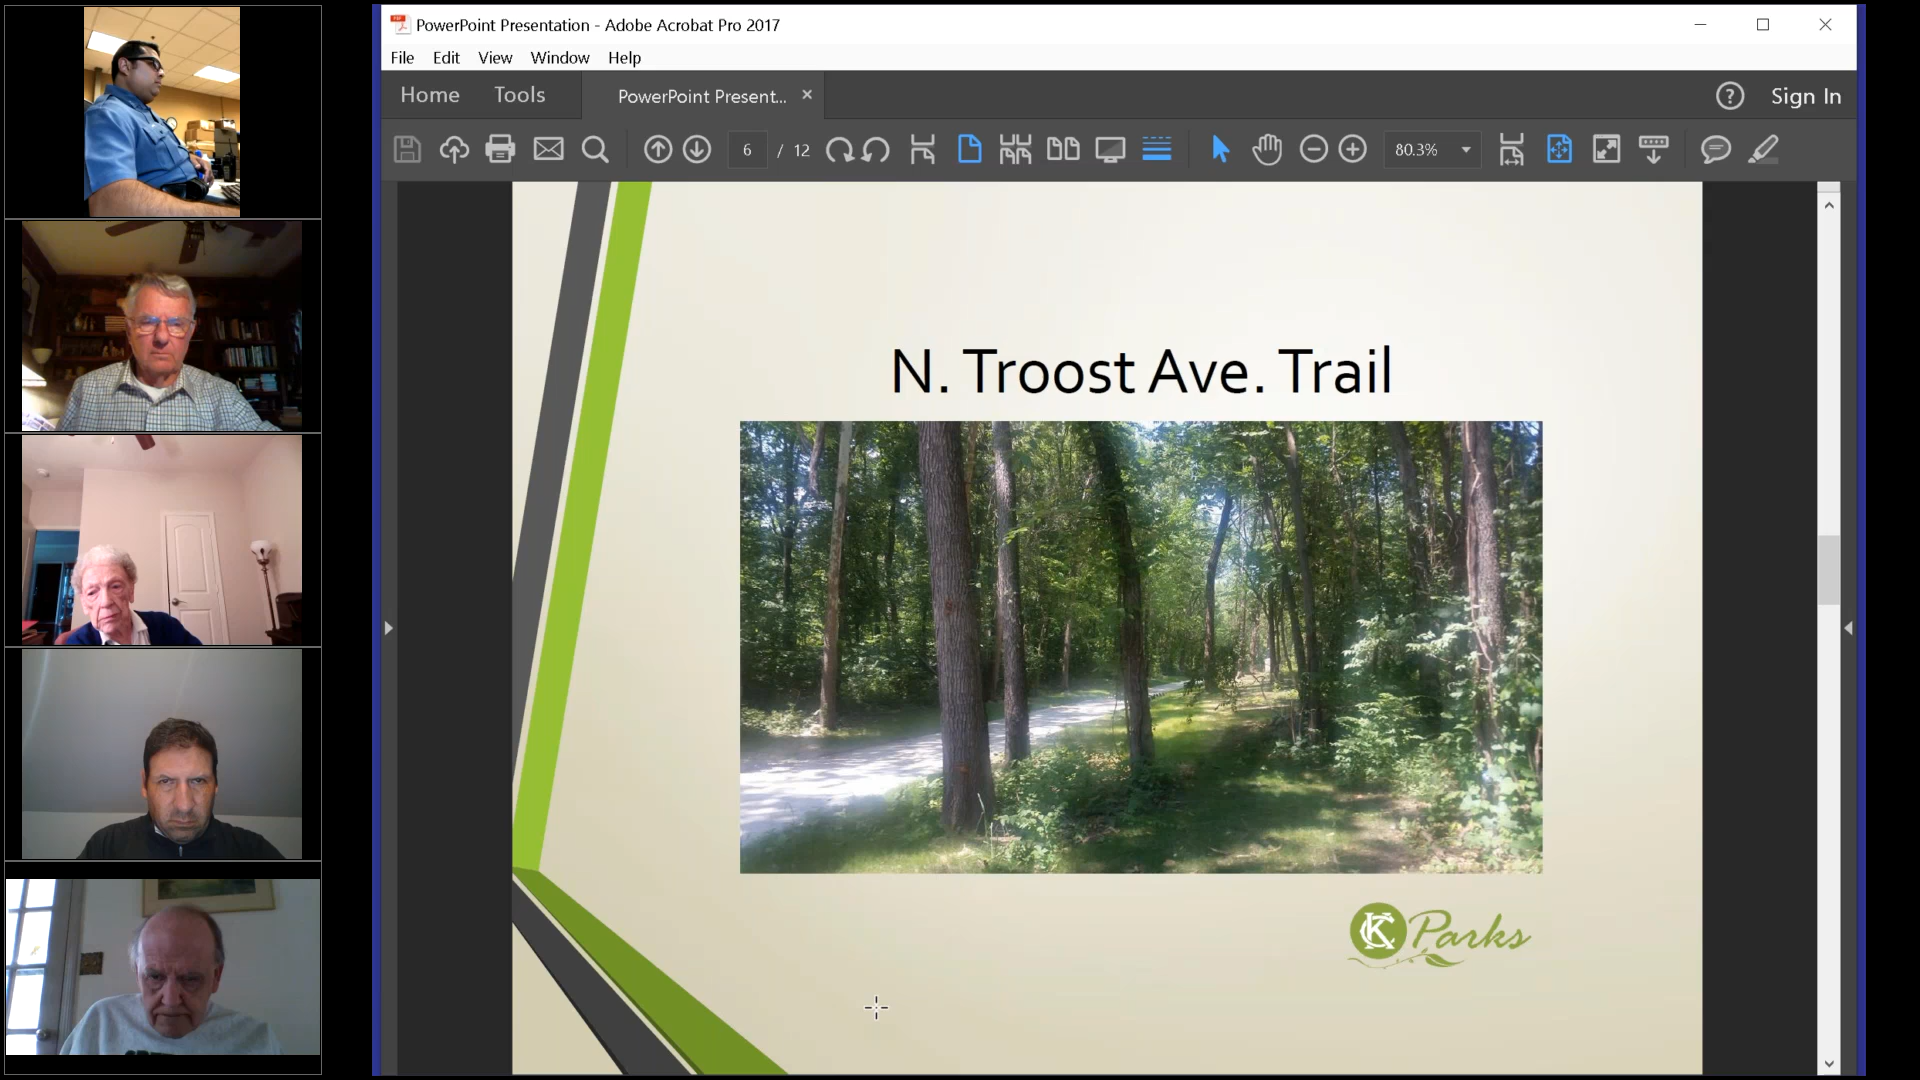 PowerPoint Presentation - Adobe Acrobat Pro 2017
File Edit View Window Help
Home Tools PowerPoint Present... Sign In
6 / 12 80.3%
N. Troost Ave. Trail
KC Parks